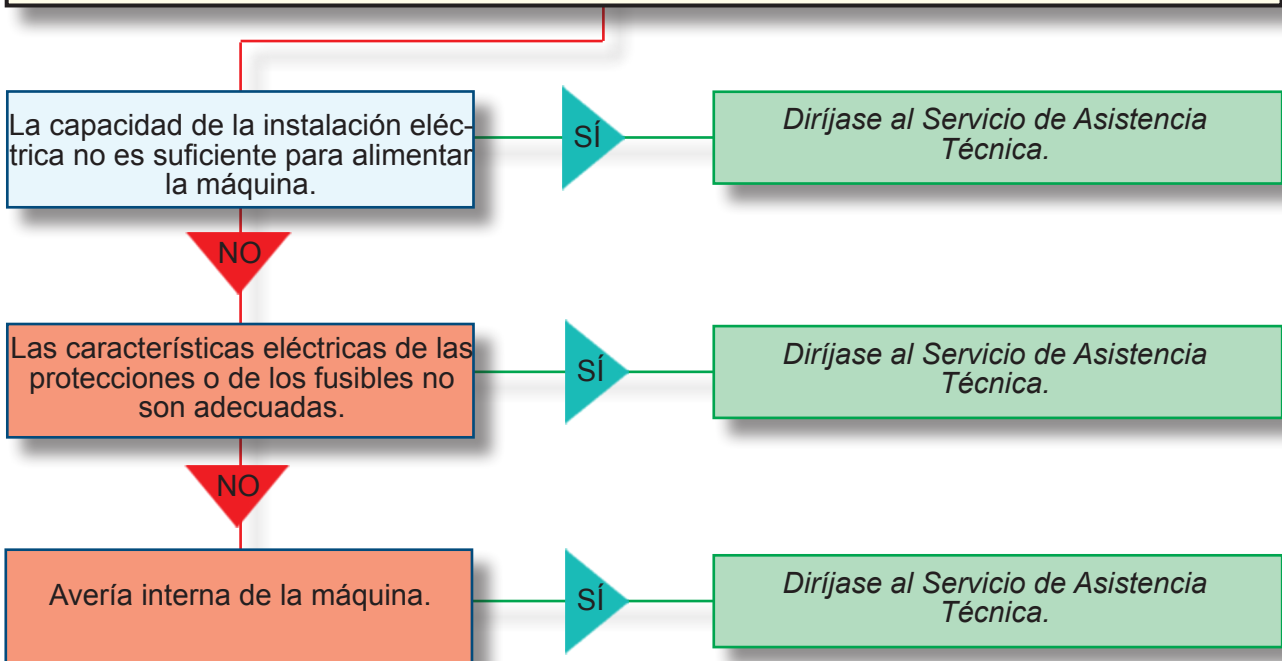 La capacidad de la instalación eléc-
trica no es suficiente para alimentar
la máquina.
SÍ
Diríjase al Servicio de Asistencia
Técnica.
NO
Las características eléctricas de las
protecciones o de los fusibles no
son adecuadas.
SÍ
Diríjase al Servicio de Asistencia
Técnica.
NO
Avería interna de la máquina.
SÍ
Diríjase al Servicio de Asistencia
Técnica.